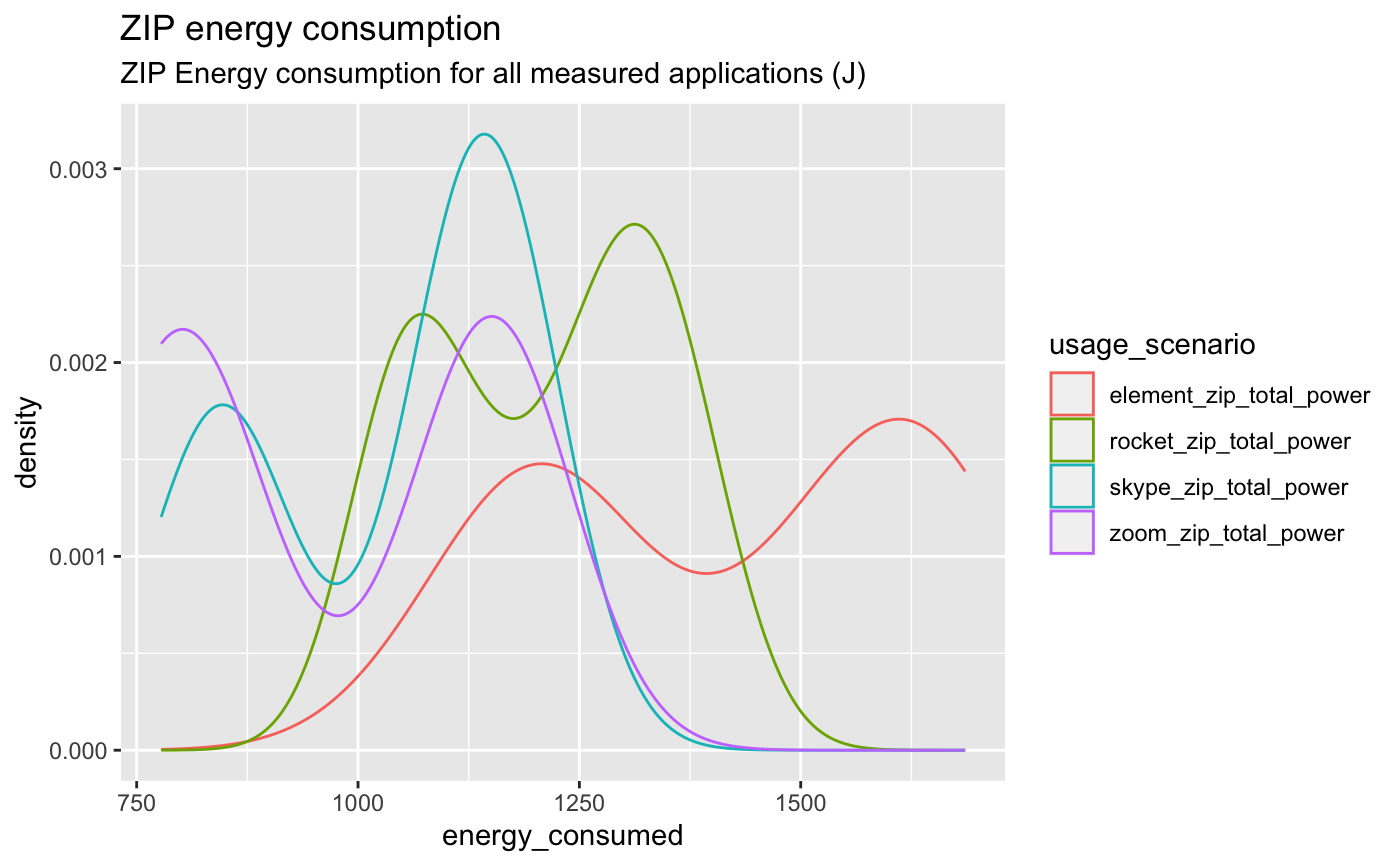 ZIP energy consumption
ZIP Energy consumption for all measured applications (J)
0.003
0.002
0.001
0.000
density
750 1000 1250 1500
energy_consumed
usage_scenario
element_zip_total_power
rocket_zip_total_power
skype_zip_total_power
zoom_zip_total_power